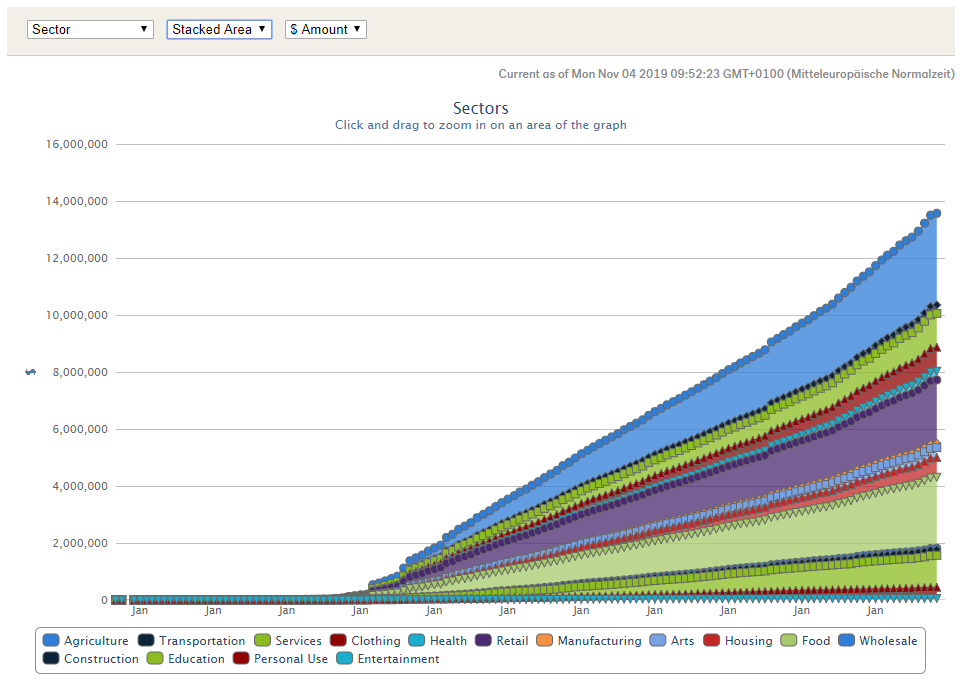 Sector Stacked Area $ Amount
Current as of Mon Nov 04 2019 09:52:23 GMT+0100 (Mitteleuropäische Normalzeit)
Sectors
Click and drag to zoom in on an area of the graph
16,000,000
14,000,000
12,000,000
10,000,000
$
8,000,000
6,000,000
4,000,000
2,000,000
0
Jan Jan Jan Jan Jan Jan Jan Jan Jan Jan Jan
Agriculture Transportation Services Clothing Health Retail Manufacturing Arts Housing Food Wholesale
Construction Education Personal Use Entertainment